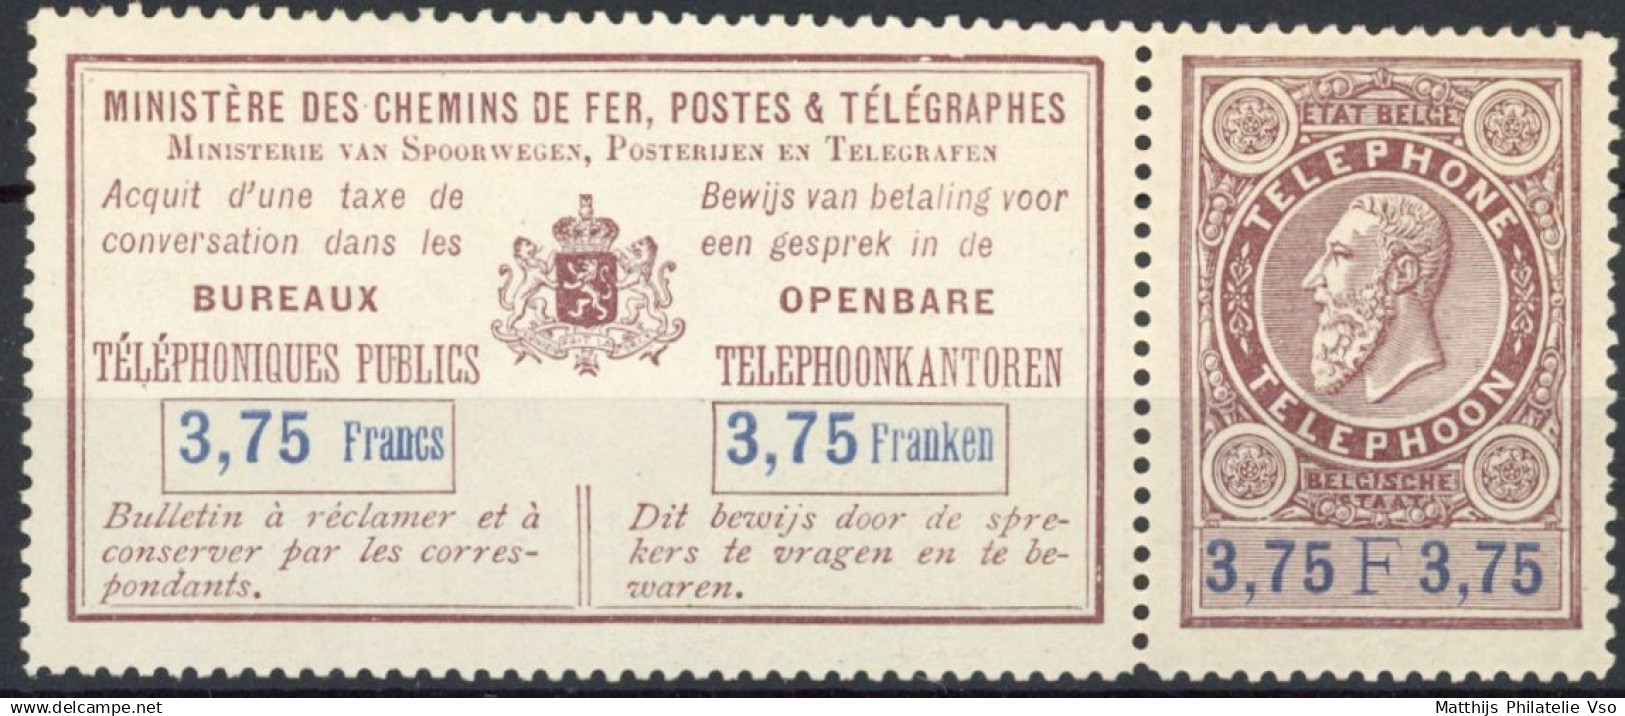 MINISTÈRE DES CHEMINS DE FER, POSTES & TÉLÉGRAPHES
MINISTERIE VAN SPOORWEGEN, POSTERIJEN EN TELEGRAFEN
Acquit d'une taxe de
conversation dans les
BUREAUX
TÉLÉPHONIQUES PUBLICS
3,75 Francs
Bulletin à réclamer et à
conserver par les corres-
pondants.
Bewijs van betaling voor
een gesprek in de
OPENBARE
TELEPHOONKANTOREN
3,75 Franken
Dit bewijs door de spre-
kers te vragen en te be-
waren.
ETAT BELGE
TELEPHONE
TELEPHOON
BELGISCHE
STAAT
3,75 F 3,75
delcampe.net
Matthijs Philatelie Vso